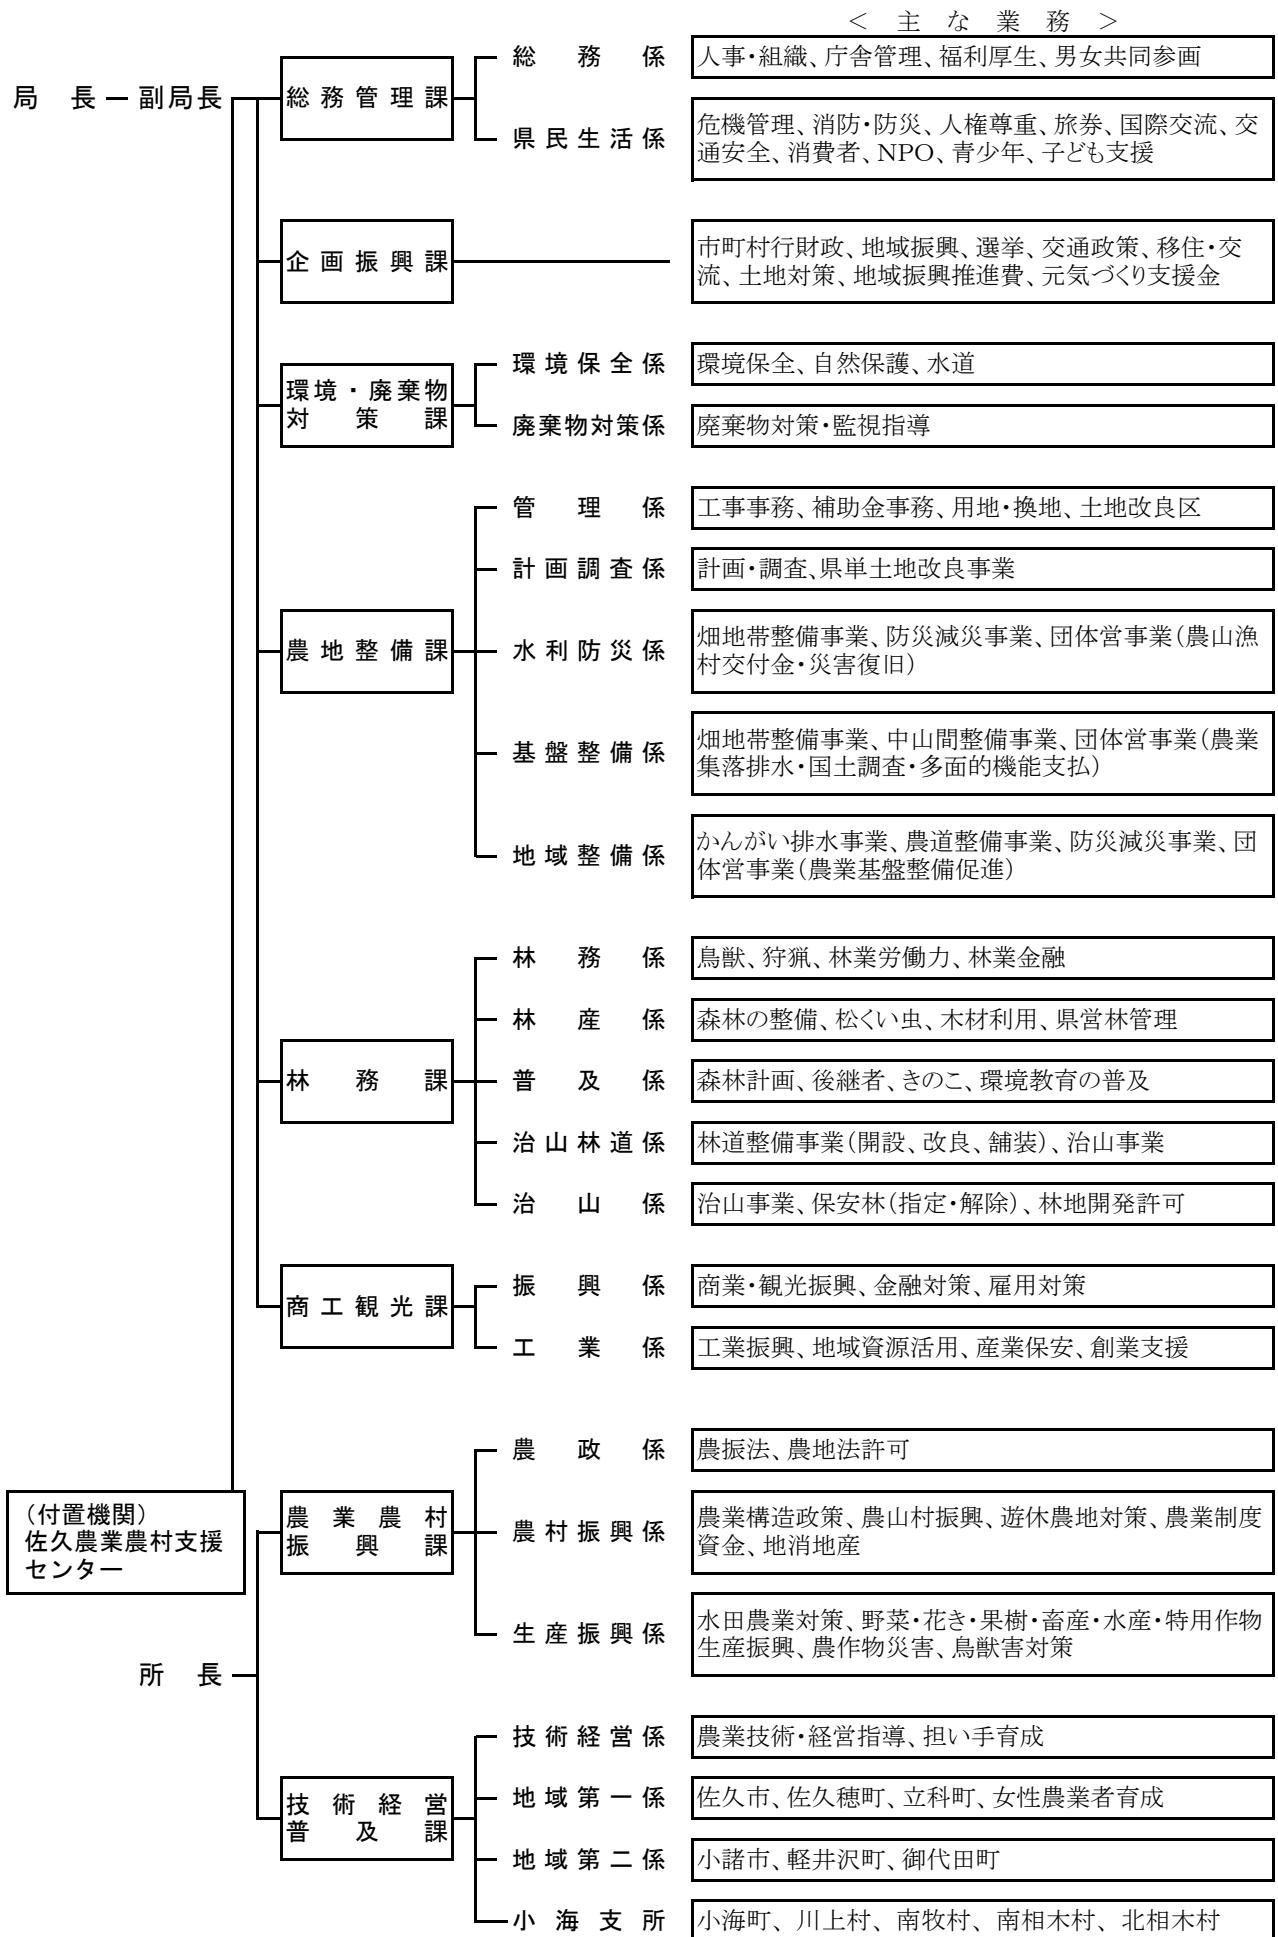 ＜ 主 な 業 務 ＞
局 長 副局長
総務管理課
総務係
人事・組織、庁舎管理、福利厚生、男女共同参画
県民生活係
危機管理、消防・防災、人権尊重、旅券、国際交流、交
通安全、消費者、NPO、青少年、子ども支援
企画振興課
市町村行財政、地域振興、選挙、交通政策、移住・交
流、土地対策、地域振興推進費、元気づくり支援金
環境・廃棄物
対策課
環境保全係
環境保全、自然保護、水道
廃棄物対策係
廃棄物対策・監視指導
農地整備課
管理係
工事事務、補助金事務、用地・換地、土地改良区
計画調査係
計画・調査、県単土地改良事業
水利防災係
畑地帯整備事業、防災減災事業、団体営事業（農山漁
村交付金・災害復旧）
基盤整備係
畑地帯整備事業、中山間整備事業、団体営事業（農業
集落排水・国土調査・多面的機能支払）
地域整備係
かんがい排水事業、農道整備事業、防災減災事業、団
体営事業（農業基盤整備促進）
林務課
林務係
鳥獣、狩猟、林業労働力、林業金融
林産係
森林の整備、松くい虫、木材利用、県営林管理
普及係
森林計画、後継者、きのこ、環境教育の普及
治山林道係
林道整備事業（開設、改良、舗装）、治山事業
治山係
治山事業、保安林（指定・解除）、林地開発許可
商工観光課
振興係
商業・観光振興、金融対策、雇用対策
工業係
工業振興、地域資源活用、産業保安、創業支援
（付置機関）
佐久農業農村支援
センター
所長
農業農村
振興課
農政係
農振法、農地法許可
農村振興係
農業構造政策、農山村振興、遊休農地対策、農業制度
資金、地消地産
生産振興係
水田農業対策、野菜・花き・果樹・畜産・水産・特用作物
生産振興、農作物災害、鳥獣害対策
技術経営
普及課
技術経営係
農業技術・経営指導、担い手育成
地域第一係
佐久市、佐久穂町、立科町、女性農業者育成
地域第二係
小諸市、軽井沢町、御代田町
小海支所
小海町、川上村、南牧村、南相木村、北相木村